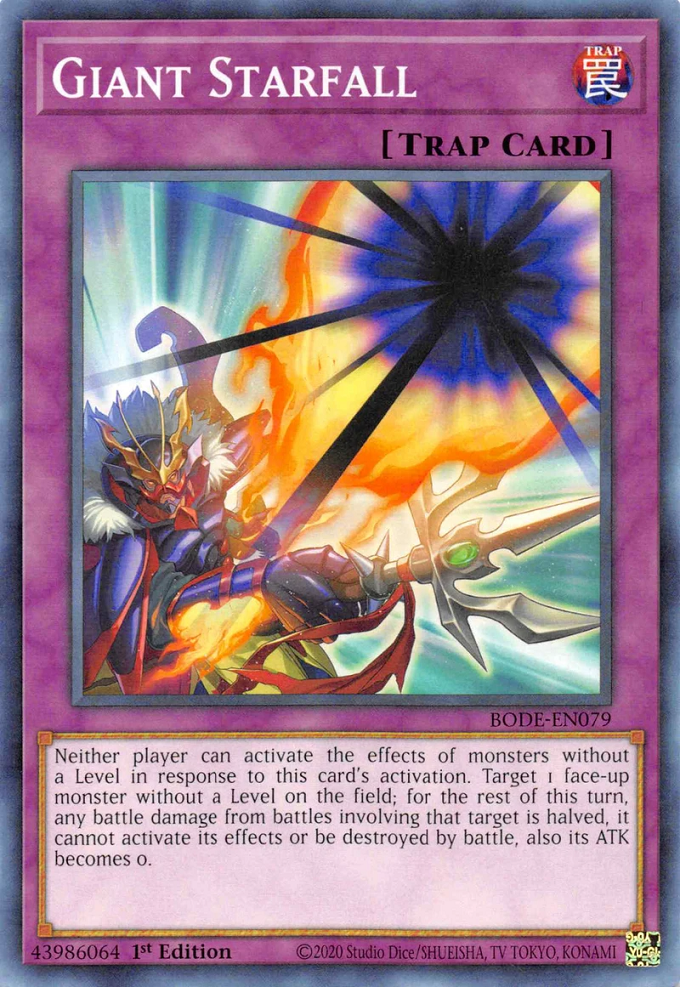 Giant Starfall
TRAP
罠
[Trap Card]
BODE-EN079
Neither player can activate the effects of monsters without
a Level in response to this card's activation. Target 1 face-up
monster without a Level on the field; for the rest of this turn,
any battle damage from battles involving that target is halved, it
cannot activate its effects or be destroyed by battle, also its ATK
becomes 0.
43986064 1st Edition ©2020 Studio Dice/SHUEISHA, TV TOKYO, KONAMI